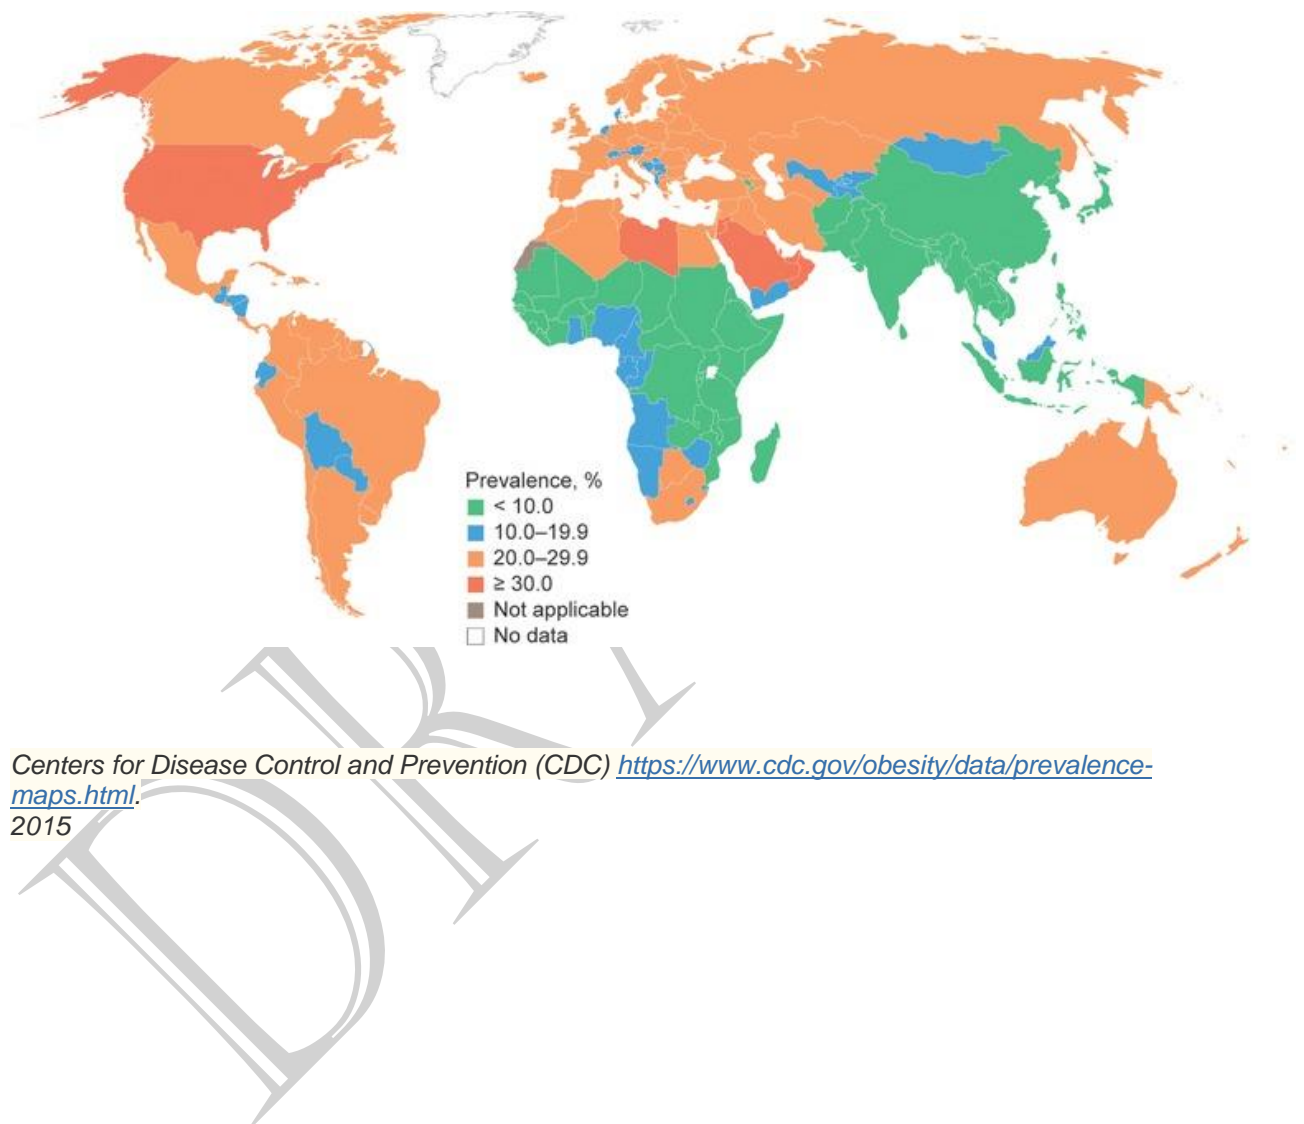 Prevalence, %
< 10.0
10.0–19.9
20.0–29.9
≥ 30.0
Not applicable
No data
Centers for Disease Control and Prevention (CDC) https://www.cdc.gov/obesity/data/prevalence-
maps.html.
2015